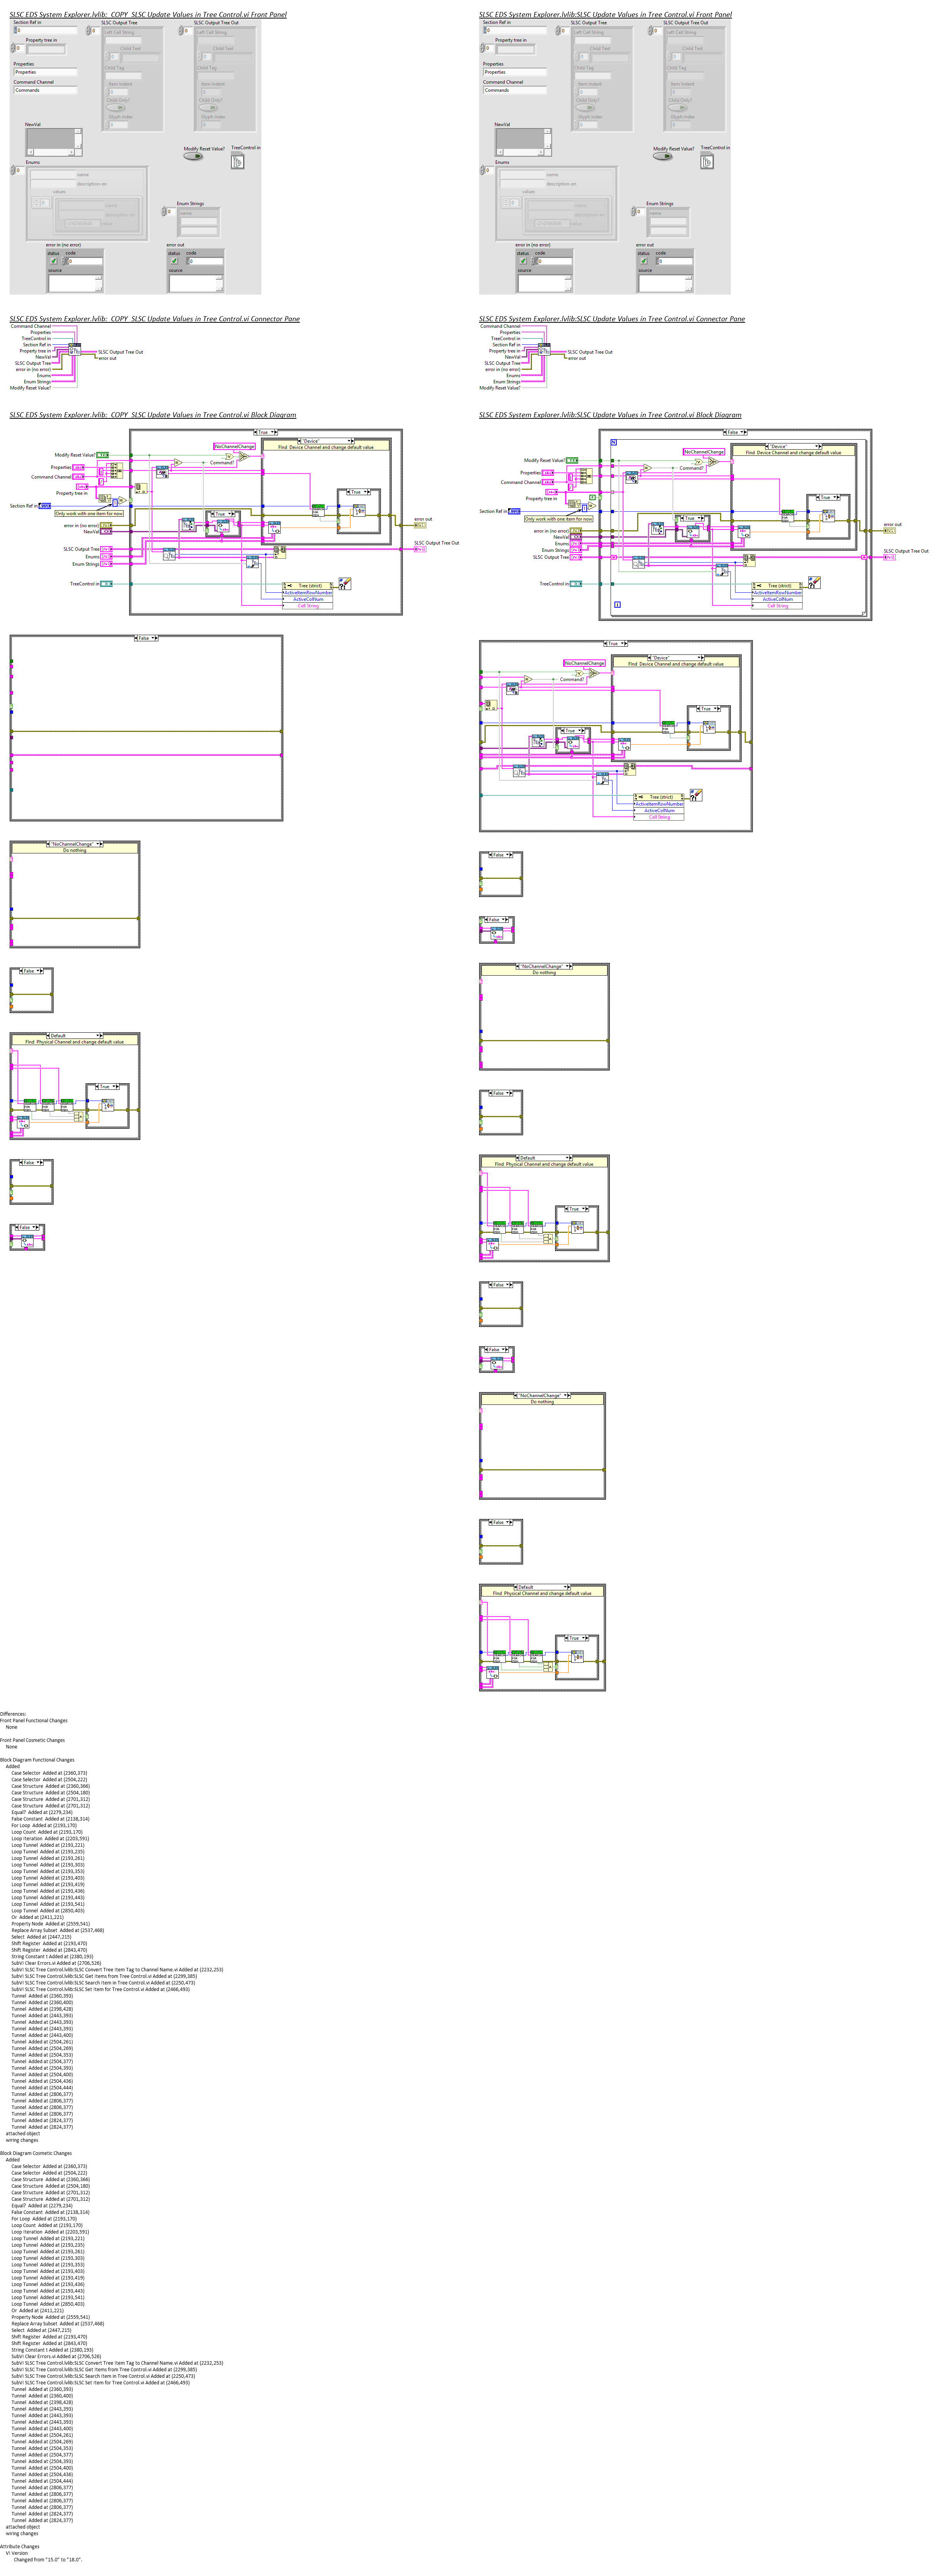 SLSC EDS System Explorer.lvlib:_COPY_SLSC Update Values in Tree Control.vi Front Panel
Section Ref in
SLSC Output Tree
SLSC Output Tree Out
Left Cell String
Left Cell String
Property tree in
Child Text
Child Text
Properties
Properties
Child Tag
Child Tag
Command Channel
Commands
Item Indent
Item Indent
Child Only?
Child Only?
Glyph Index
Glyph Index
NewVal
Modify Reset Value?
TreeControl in
Enums
name
description en
values
Enum Strings
name
error in (no error)
error out
status code
status code
source
source
SLSC EDS System Explorer.lvlib:_COPY_SLSC Update Values in Tree Control.vi Connector Pane
Command Channel
Properties
TreeControl in
Section Ref in
Property tree in
NewVal
SLSC Output Tree
error in (no error)
Enums
Enum Strings
Modify Reset Value?
SLSC Output Tree Out
error out
SLSC EDS System Explorer.lvlib:_COPY_SLSC Update Values in Tree Control.vi Block Diagram
True
Modify Reset Value?
NoChannelChange
"Device"
Find Device Channel and change default value
Properties
Command Channel
Command?
Property tree in
Section Ref in
Only work with one item for now
True
True
error in (no error)
NewVal
error out
SLSC Output Tree
Enums
Enum Strings
SLSC Output Tree Out
TreeControl in
Tree (strict)
ActiveItemRowNumber
ActiveColNum
Cell String
False
"NoChannelChange"
Do nothing
False
Default
Find Physical Channel and change default value
True
False
False
SLSC EDS System Explorer.lvlib:SLSC Update Values in Tree Control.vi Front Panel
Section Ref in
SLSC Output Tree
SLSC Output Tree Out
Left Cell String
Left Cell String
Property tree in
Child Text
Child Text
Properties
Properties
Child Tag
Child Tag
Command Channel
Commands
Item Indent
Item Indent
Child Only?
Child Only?
Glyph Index
Glyph Index
NewVal
Modify Reset Value?
TreeControl in
Enums
name
description en
values
Enum Strings
name
error in (no error)
error out
status code
status code
source
source
SLSC EDS System Explorer.lvlib:SLSC Update Values in Tree Control.vi Connector Pane
Command Channel
Properties
TreeControl in
Section Ref in
Property tree in
NewVal
SLSC Output Tree
error in (no error)
Enums
Enum Strings
Modify Reset Value?
SLSC Output Tree Out
error out
SLSC EDS System Explorer.lvlib:SLSC Update Values in Tree Control.vi Block Diagram
False
N
NoChannelChange
"Device"
Find Device Channel and change default value
Modify Reset Value?
Command?
Properties
Command Channel
Property tree in
Section Ref in
Only work with one item for now
True
True
error in (no error)
NewVal
Enums
Enum Strings
SLSC Output Tree
error out
SLSC Output Tree Out
TreeControl in
Tree (strict)
ActiveItemRowNumber
ActiveColNum
Cell String
i
True
NoChannelChange
"Device"
Find Device Channel and change default value
Command?
True
True
Tree (strict)
ActiveItemRowNumber
ActiveColNum
Cell String
False
False
"NoChannelChange"
Do nothing
False
Default
Find Physical Channel and change default value
True
False
False
"NoChannelChange"
Do nothing
False
Default
Find Physical Channel and change default value
True
Differences:
Front Panel Functional Changes
None
Front Panel Cosmetic Changes
None
Block Diagram Functional Changes
Added
Case Selector Added at (2360,373)
Case Selector Added at (2504,222)
Case Structure Added at (2360,366)
Case Structure Added at (2504,180)
Case Structure Added at (2701,312)
Case Structure Added at (2701,312)
Equal? Added at (2279,234)
False Constant Added at (2138,314)
For Loop Added at (2193,170)
Loop Count Added at (2193,170)
Loop Iteration Added at (2203,591)
Loop Tunnel Added at (2193,221)
Loop Tunnel Added at (2193,235)
Loop Tunnel Added at (2193,261)
Loop Tunnel Added at (2193,303)
Loop Tunnel Added at (2193,353)
Loop Tunnel Added at (2193,403)
Loop Tunnel Added at (2193,419)
Loop Tunnel Added at (2193,436)
Loop Tunnel Added at (2193,443)
Loop Tunnel Added at (2193,541)
Loop Tunnel Added at (2850,403)
Or Added at (2411,221)
Property Node Added at (2559,541)
Replace Array Subset Added at (2537,468)
Select Added at (2447,215)
Shift Register Added at (2193,470)
Shift Register Added at (2843,470)
String Constant t Added at (2380,193)
SubVI Clear Errors.vi Added at (2706,526)
SubVI SLSC Tree Control.lvlib:SLSC Convert Tree Item Tag to Channel Name.vi Added at (2232,253)
SubVI SLSC Tree Control.lvlib:SLSC Get Items from Tree Control.vi Added at (2299,385)
SubVI SLSC Tree Control.lvlib:SLSC Search Item in Tree Control.vi Added at (2250,473)
SubVI SLSC Tree Control.lvlib:SLSC Set Item for Tree Control.vi Added at (2466,493)
Tunnel Added at (2360,393)
Tunnel Added at (2360,400)
Tunnel Added at (2398,428)
Tunnel Added at (2443,393)
Tunnel Added at (2443,393)
Tunnel Added at (2443,393)
Tunnel Added at (2443,400)
Tunnel Added at (2504,261)
Tunnel Added at (2504,269)
Tunnel Added at (2504,353)
Tunnel Added at (2504,377)
Tunnel Added at (2504,393)
Tunnel Added at (2504,400)
Tunnel Added at (2504,436)
Tunnel Added at (2504,444)
Tunnel Added at (2806,377)
Tunnel Added at (2806,377)
Tunnel Added at (2806,377)
Tunnel Added at (2806,377)
Tunnel Added at (2824,377)
Tunnel Added at (2824,377)
attached object
wiring changes
Block Diagram Cosmetic Changes
Added
Case Selector Added at (2360,373)
Case Selector Added at (2504,222)
Case Structure Added at (2360,366)
Case Structure Added at (2504,180)
Case Structure Added at (2701,312)
Case Structure Added at (2701,312)
Equal? Added at (2279,234)
False Constant Added at (2138,314)
For Loop Added at (2193,170)
Loop Count Added at (2193,170)
Loop Iteration Added at (2203,591)
Loop Tunnel Added at (2193,221)
Loop Tunnel Added at (2193,235)
Loop Tunnel Added at (2193,261)
Loop Tunnel Added at (2193,303)
Loop Tunnel Added at (2193,353)
Loop Tunnel Added at (2193,403)
Loop Tunnel Added at (2193,419)
Loop Tunnel Added at (2193,436)
Loop Tunnel Added at (2193,443)
Loop Tunnel Added at (2193,541)
Loop Tunnel Added at (2850,403)
Or Added at (2411,221)
Property Node Added at (2559,541)
Replace Array Subset Added at (2537,468)
Select Added at (2447,215)
Shift Register Added at (2193,470)
Shift Register Added at (2843,470)
String Constant t Added at (2380,193)
SubVI Clear Errors.vi Added at (2706,526)
SubVI SLSC Tree Control.lvlib:SLSC Convert Tree Item Tag to Channel Name.vi Added at (2232,253)
SubVI SLSC Tree Control.lvlib:SLSC Get Items from Tree Control.vi Added at (2299,385)
SubVI SLSC Tree Control.lvlib:SLSC Search Item in Tree Control.vi Added at (2250,473)
SubVI SLSC Tree Control.lvlib:SLSC Set Item for Tree Control.vi Added at (2466,493)
Tunnel Added at (2360,393)
Tunnel Added at (2360,400)
Tunnel Added at (2398,428)
Tunnel Added at (2443,393)
Tunnel Added at (2443,393)
Tunnel Added at (2443,393)
Tunnel Added at (2443,400)
Tunnel Added at (2504,261)
Tunnel Added at (2504,269)
Tunnel Added at (2504,353)
Tunnel Added at (2504,377)
Tunnel Added at (2504,393)
Tunnel Added at (2504,400)
Tunnel Added at (2504,436)
Tunnel Added at (2504,444)
Tunnel Added at (2806,377)
Tunnel Added at (2806,377)
Tunnel Added at (2806,377)
Tunnel Added at (2806,377)
Tunnel Added at (2824,377)
Tunnel Added at (2824,377)
attached object
wiring changes
Attribute Changes
VI Version
Changed from "15.0" to "18.0".